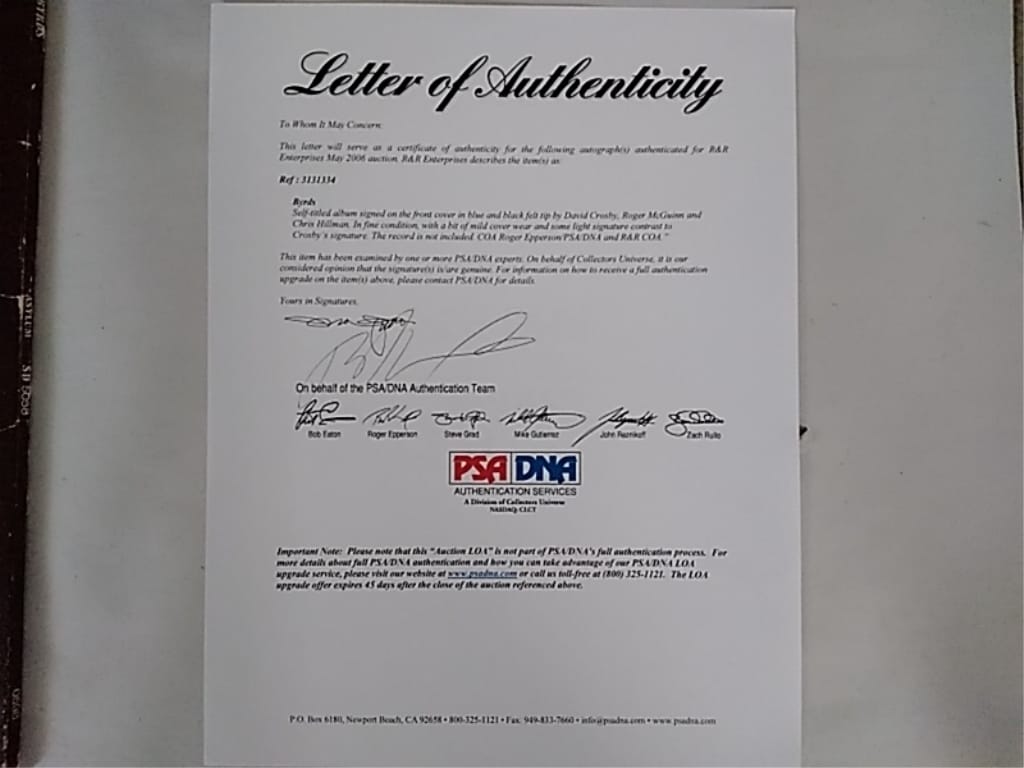 Letter of Authenticity
To Whom It May Concern:
This letter will serve as a certificate of authenticity for the following autograph(s) authenticated for R&R
Enterprises May 2006 auction. R&R Enterprises describes the item(s) as:
Ref : 3131334
Byrds
Self-titled album signed on the front cover in blue and black felt tip by David Crosby, Roger McGuinn and
Chris Hillman. In fine condition, with a bit of mild cover wear and some light signature contrast to
Crosby's signature. The record is not included. COA Roger Epperson/PSA/DNA and R&R COA."
This item has been examined by one or more PSA/DNA experts. On behalf of Collectors Universe, it is our
considered opinion that the signature(s) is/are genuine. For information on how to receive a full authentication
upgrade on the item(s) above, please contact PSA/DNA for details.
Yours in Signatures,
On behalf of the PSA/DNA Authentication Team
Bob Eaton Roger Epperson Steve Grad Mike Gutierrez John Reznikoff Zach Rullo
PSA DNA
AUTHENTICATION SERVICES
A Division of Collectors Universe
NASDAQ: CLCT
Important Note: Please note that this "Auction LOA" is not part of PSA/DNA's full authentication process. For
more details about full PSA/DNA authentication and how you can take advantage of our PSA/DNA LOA
upgrade service, please visit our website at www.psadna.com or call us toll-free at (800) 325-1121. The LOA
upgrade offer expires 45 days after the close of the auction referenced above.
P.O. Box 6180, Newport Beach, CA 92658 • 800-325-1121 • Fax: 949-833-7660 • info@psadna.com • www.psadna.com
ASYLUM